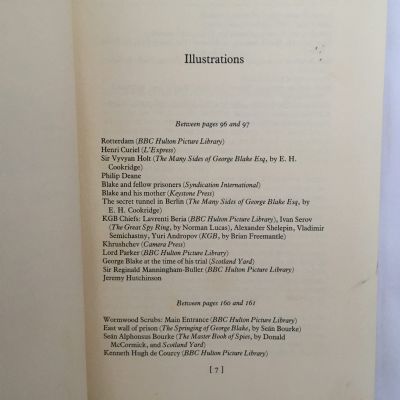 Illustrations
Between pages 96 and 97
Rotterdam (BBC Hulton Picture Library)
Henri Curiel (L'Express)
Sir Vyvyan Holt (The Many Sides of George Blake Esq, by E. H.
Cookridge)
Philip Deane
Blake and fellow prisoners (Syndication International)
Blake and his mother (Keystone Press)
The secret tunnel in Berlin (The Many Sides of George Blake Esq, by
E. H. Cookridge)
KGB Chiefs: Lavrenti Beria (BBC Hulton Picture Library), Ivan Serov
(The Great Spy Ring, by Norman Lucas), Alexander Shelepin, Vladimir
Semichastny, Yuri Andropov (KGB, by Brian Freemantle)
Khrushchev (Camera Press)
Lord Parker (BBC Hulton Picture Library)
George Blake at the time of his trial (Scotland Yard)
Sir Reginald Manningham-Buller (BBC Hulton Picture Library)
Jeremy Hutchinson
Between pages 160 and 161
Wormwood Scrubs: Main Entrance (BBC Hulton Picture Library)
East wall of prison (The Springing of George Blake, by Seán Bourke)
Seán Alphonsus Bourke (The Master Book of Spies, by Donald
McCormick, and Scotland Yard)
Kenneth Hugh de Courcy (BBC Hulton Picture Library)
[ 7 ]